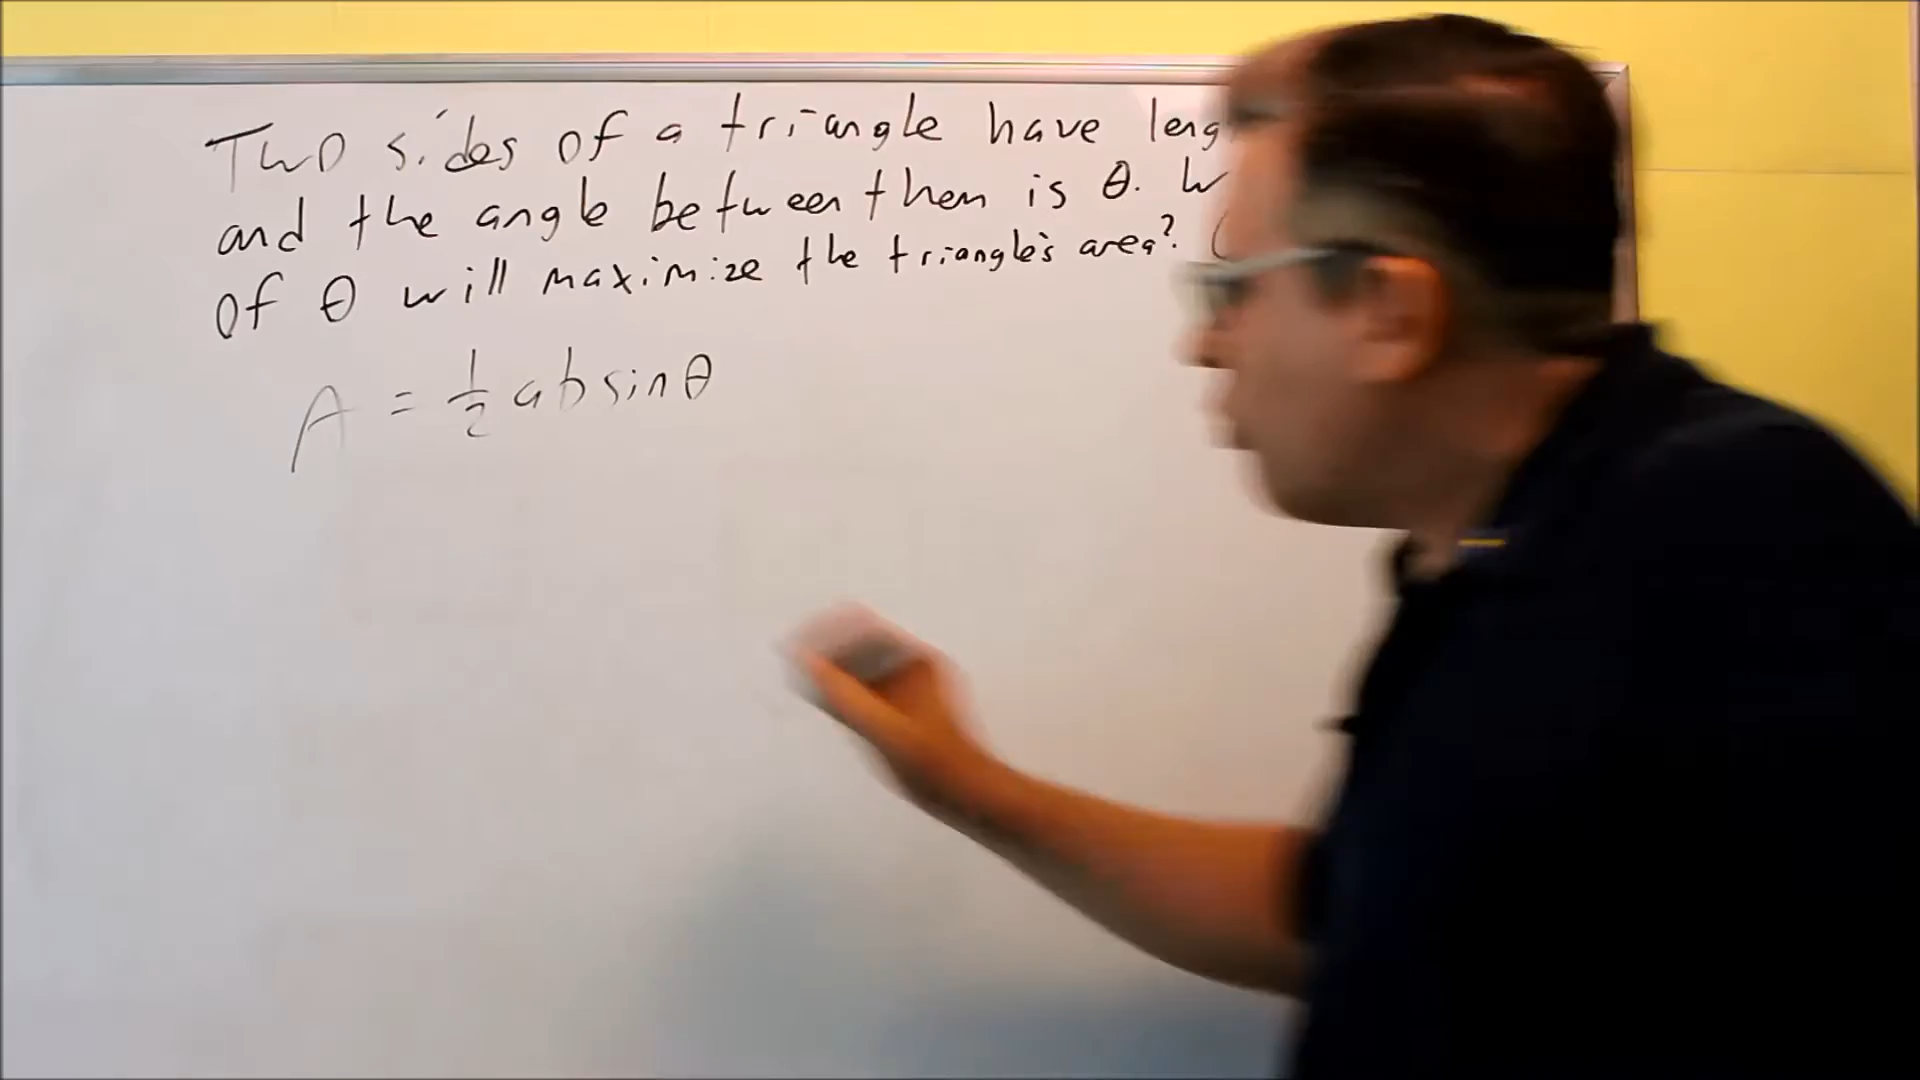 Two sides of a triangle have leng
and the angle between them is θ. W
of θ will maximize the triangle's area? (
A = 1/2 ab sin θ